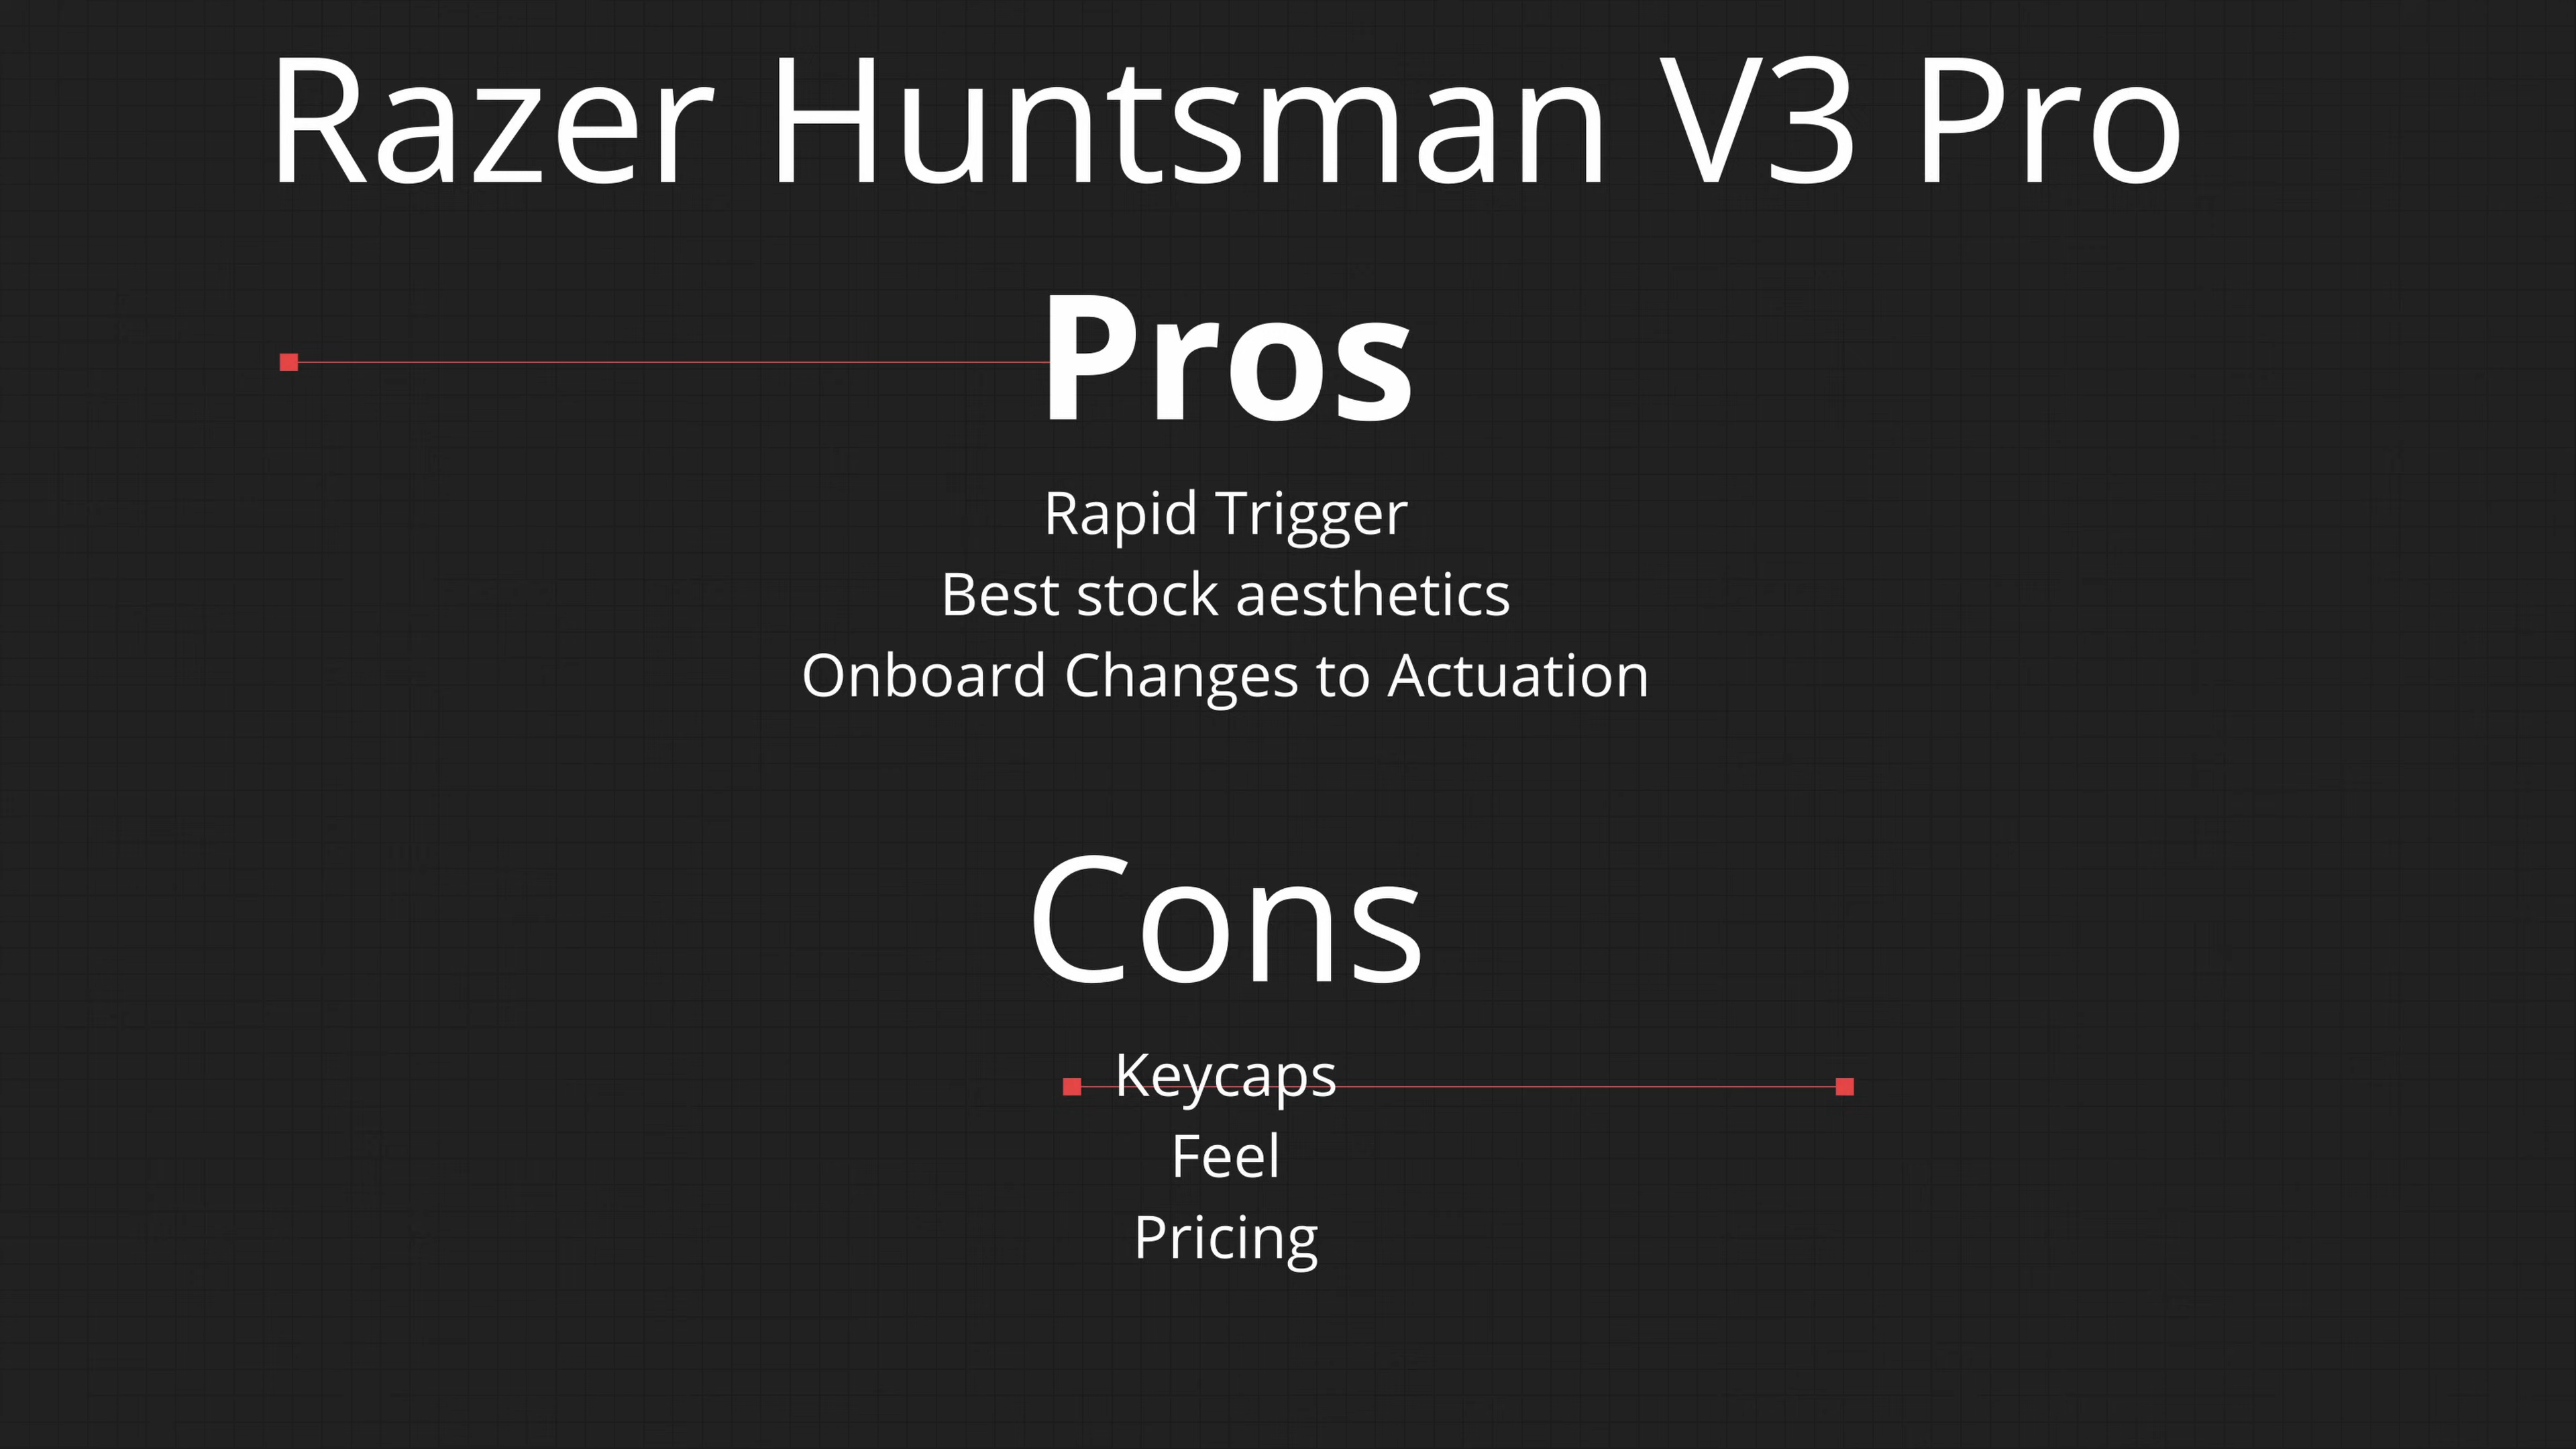 Razer Huntsman V3 Pro
Pros
Rapid Trigger
Best stock aesthetics
Onboard Changes to Actuation
Cons
Keycaps
Feel
Pricing